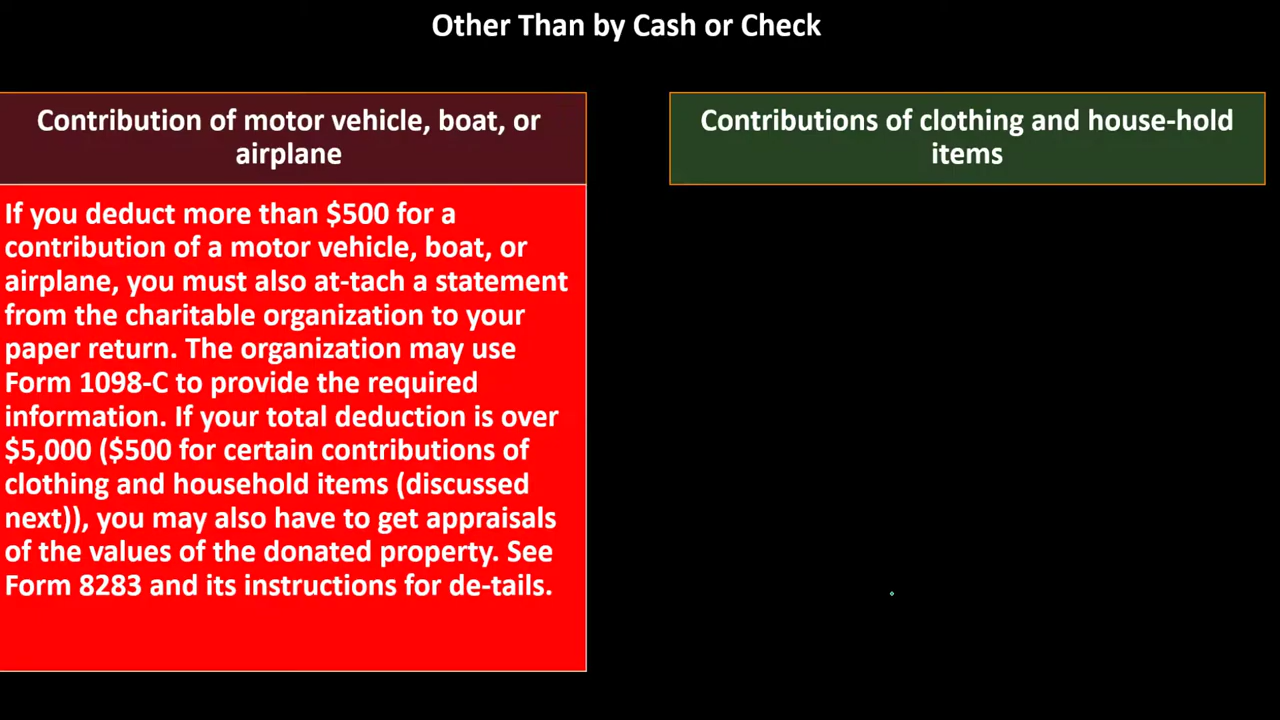 Other Than by Cash or Check
Contribution of motor vehicle, boat, or
airplane
If you deduct more than $500 for a
contribution of a motor vehicle, boat, or
airplane, you must also at-tach a statement
from the charitable organization to your
paper return. The organization may use
Form 1098-C to provide the required
information. If your total deduction is over
$5,000 ($500 for certain contributions of
clothing and household items (discussed
next)), you may also have to get appraisals
of the values of the donated property. See
Form 8283 and its instructions for de-tails.
Contributions of clothing and house-hold
items